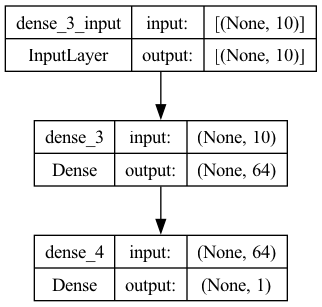 dense_3_input input: [(None, 10)]
InputLayer output: [(None, 10)]
dense_3 input: (None, 10)
Dense output: (None, 64)
dense_4 input: (None, 64)
Dense output: (None, 1)